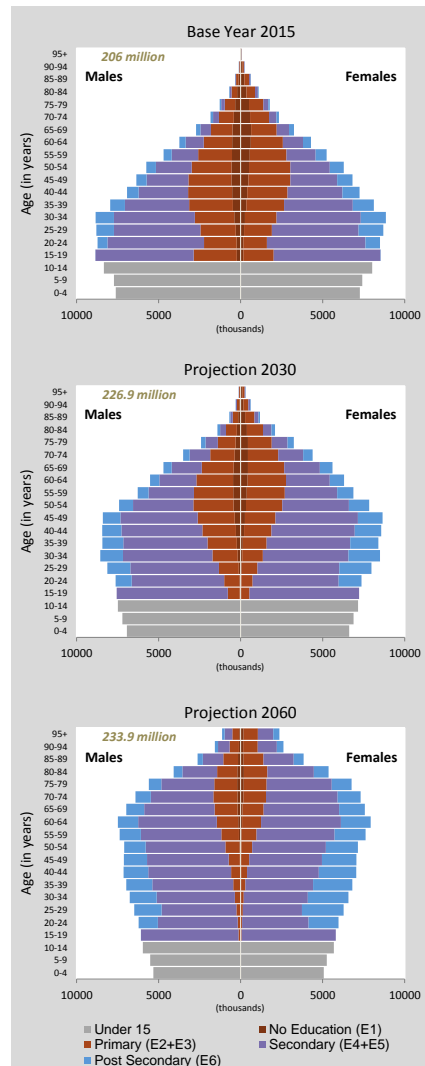 Base Year 2015
206 million
Males
Females
Age (in years)
95+
90-94
85-89
80-84
75-79
70-74
65-69
60-64
55-59
50-54
45-49
40-44
35-39
30-34
25-29
20-24
15-19
10-14
5-9
0-4
10000 5000 0 5000 10000
(thousands)
Projection 2030
226.9 million
Males
Females
Age (in years)
95+
90-94
85-89
80-84
75-79
70-74
65-69
60-64
55-59
50-54
45-49
40-44
35-39
30-34
25-29
20-24
15-19
10-14
5-9
0-4
10000 5000 0 5000 10000
(thousands)
Projection 2060
233.9 million
Males
Females
Age (in years)
95+
90-94
85-89
80-84
75-79
70-74
65-69
60-64
55-59
50-54
45-49
40-44
35-39
30-34
25-29
20-24
15-19
10-14
5-9
0-4
10000 5000 0 5000 10000
(thousands)
Under 15 No Education (E1)
Primary (E2+E3) Secondary (E4+E5)
Post Secondary (E6)